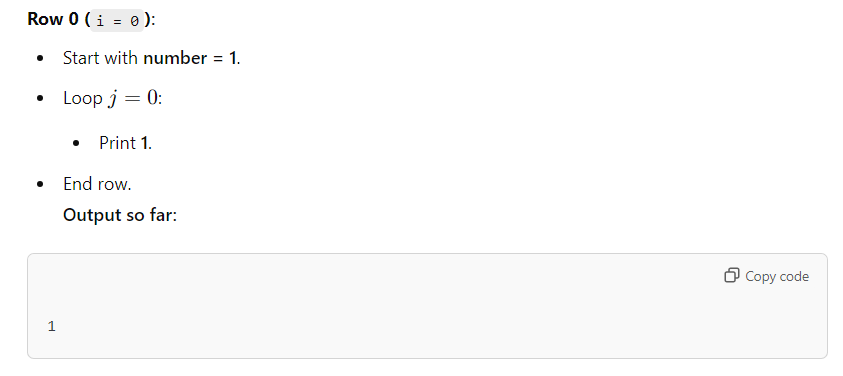 Row 0 (i = 0):
Start with number = 1.
Loop j = 0:
Print 1.
End row.
Output so far:
Copy code
1